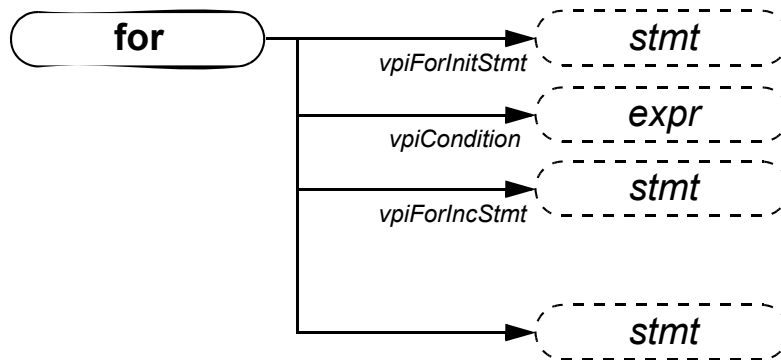 for
stmt
vpiForInitStmt
expr
vpiCondition
stmt
vpiForIncStmt
stmt